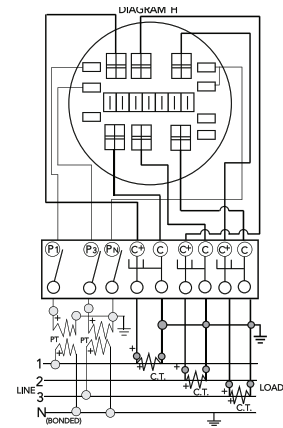 DIAGRAM H
P1 P3 PN C+ C C+ C C+ C
+ + +
PT PT
+ +
1
+ C.T.
2
+ C.T.
LINE 3 + LOAD
C.T.
N
(BONDED)